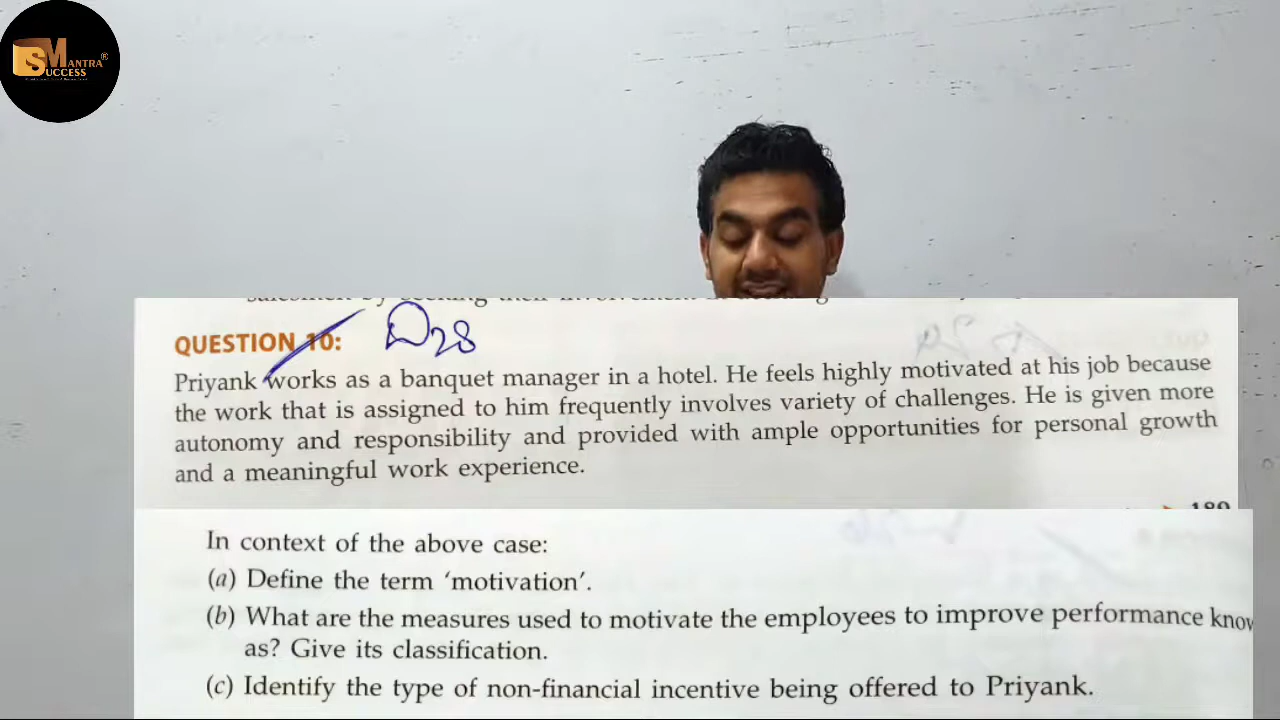 MANTRA®
SUCCESS
QUESTION 10:
Priyank works as a banquet manager in a hotel. He feels highly motivated at his job because
the work that is assigned to him frequently involves variety of challenges. He is given more
autonomy and responsibility and provided with ample opportunities for personal growth
and a meaningful work experience.
189
In context of the above case:
(a) Define the term ‘motivation’.
(b) What are the measures used to motivate the employees to improve performance know
as? Give its classification.
(c) Identify the type of non-financial incentive being offered to Priyank.